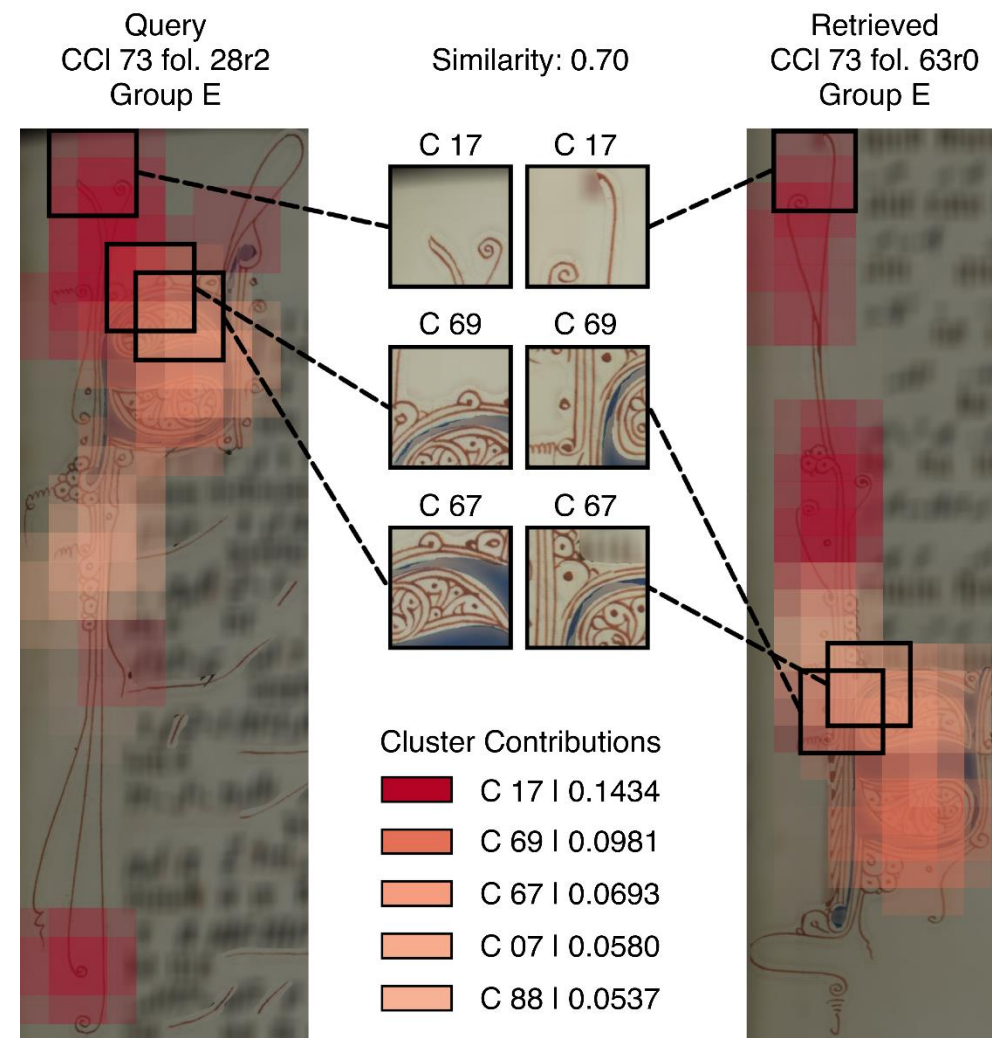 Query
CCl 73 fol. 28r2
Group E
Similarity: 0.70
Retrieved
CCl 73 fol. 63r0
Group E
C 17 C 17
C 69 C 69
C 67 C 67
Cluster Contributions
C 17 | 0.1434
C 69 | 0.0981
C 67 | 0.0693
C 07 | 0.0580
C 88 | 0.0537